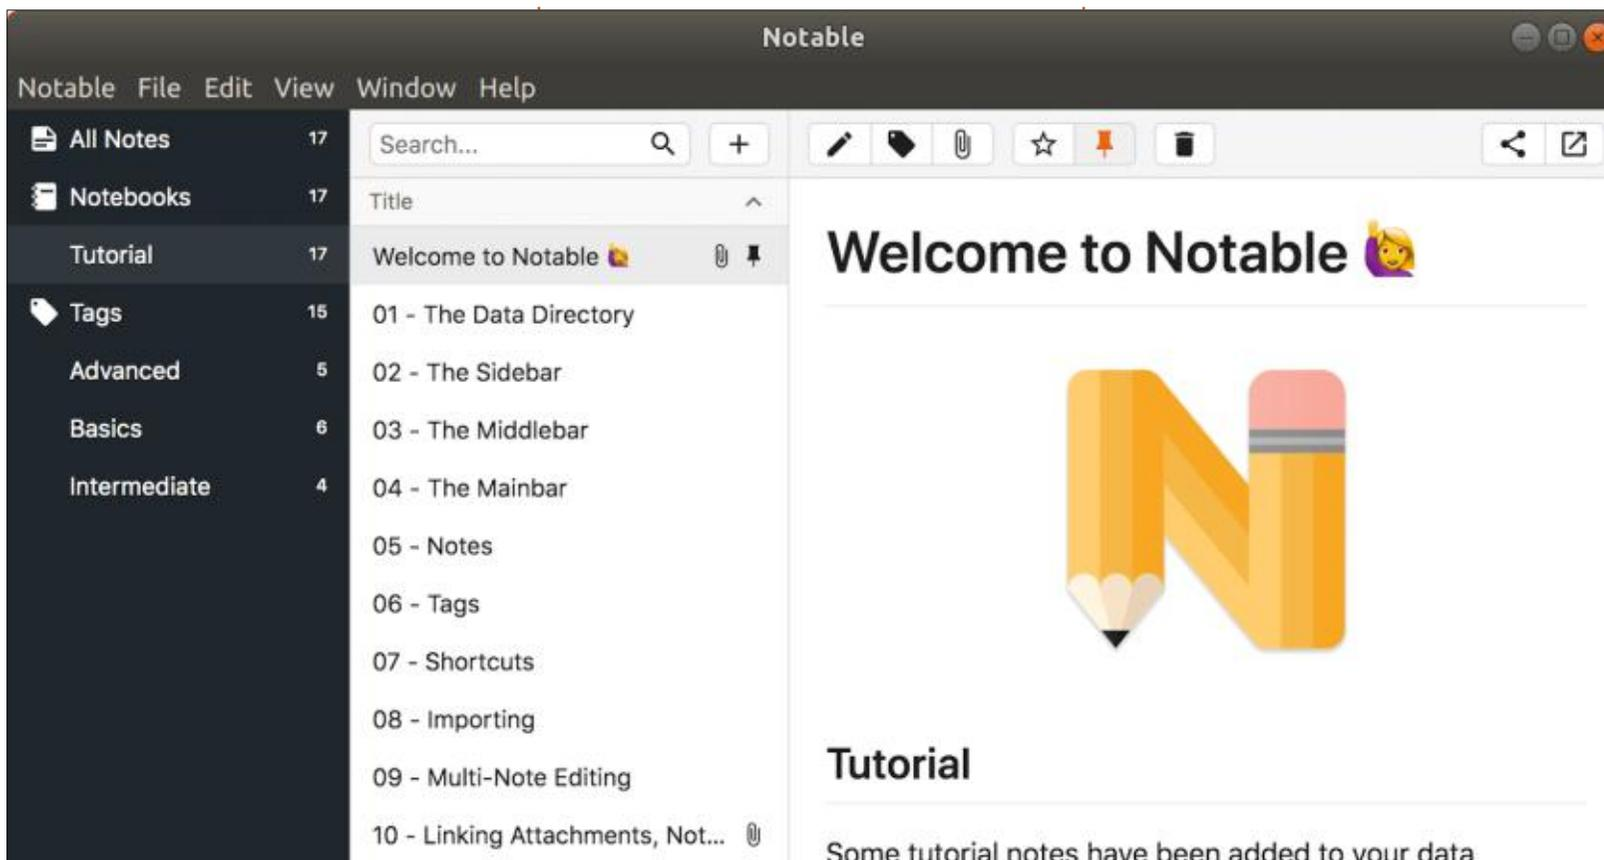 Notable
Notable File Edit View Window Help
All Notes 17
Notebooks 17
Tutorial 17
Tags 15
Advanced 5
Basics 6
Intermediate 4
Search...
Title
Welcome to Notable 🙋‍♀️
01 - The Data Directory
02 - The Sidebar
03 - The Middlebar
04 - The Mainbar
05 - Notes
06 - Tags
07 - Shortcuts
08 - Importing
09 - Multi-Note Editing
10 - Linking Attachments, Not...
Welcome to Notable 🙋‍♀️
Tutorial
Some tutorial notes have been added to your data